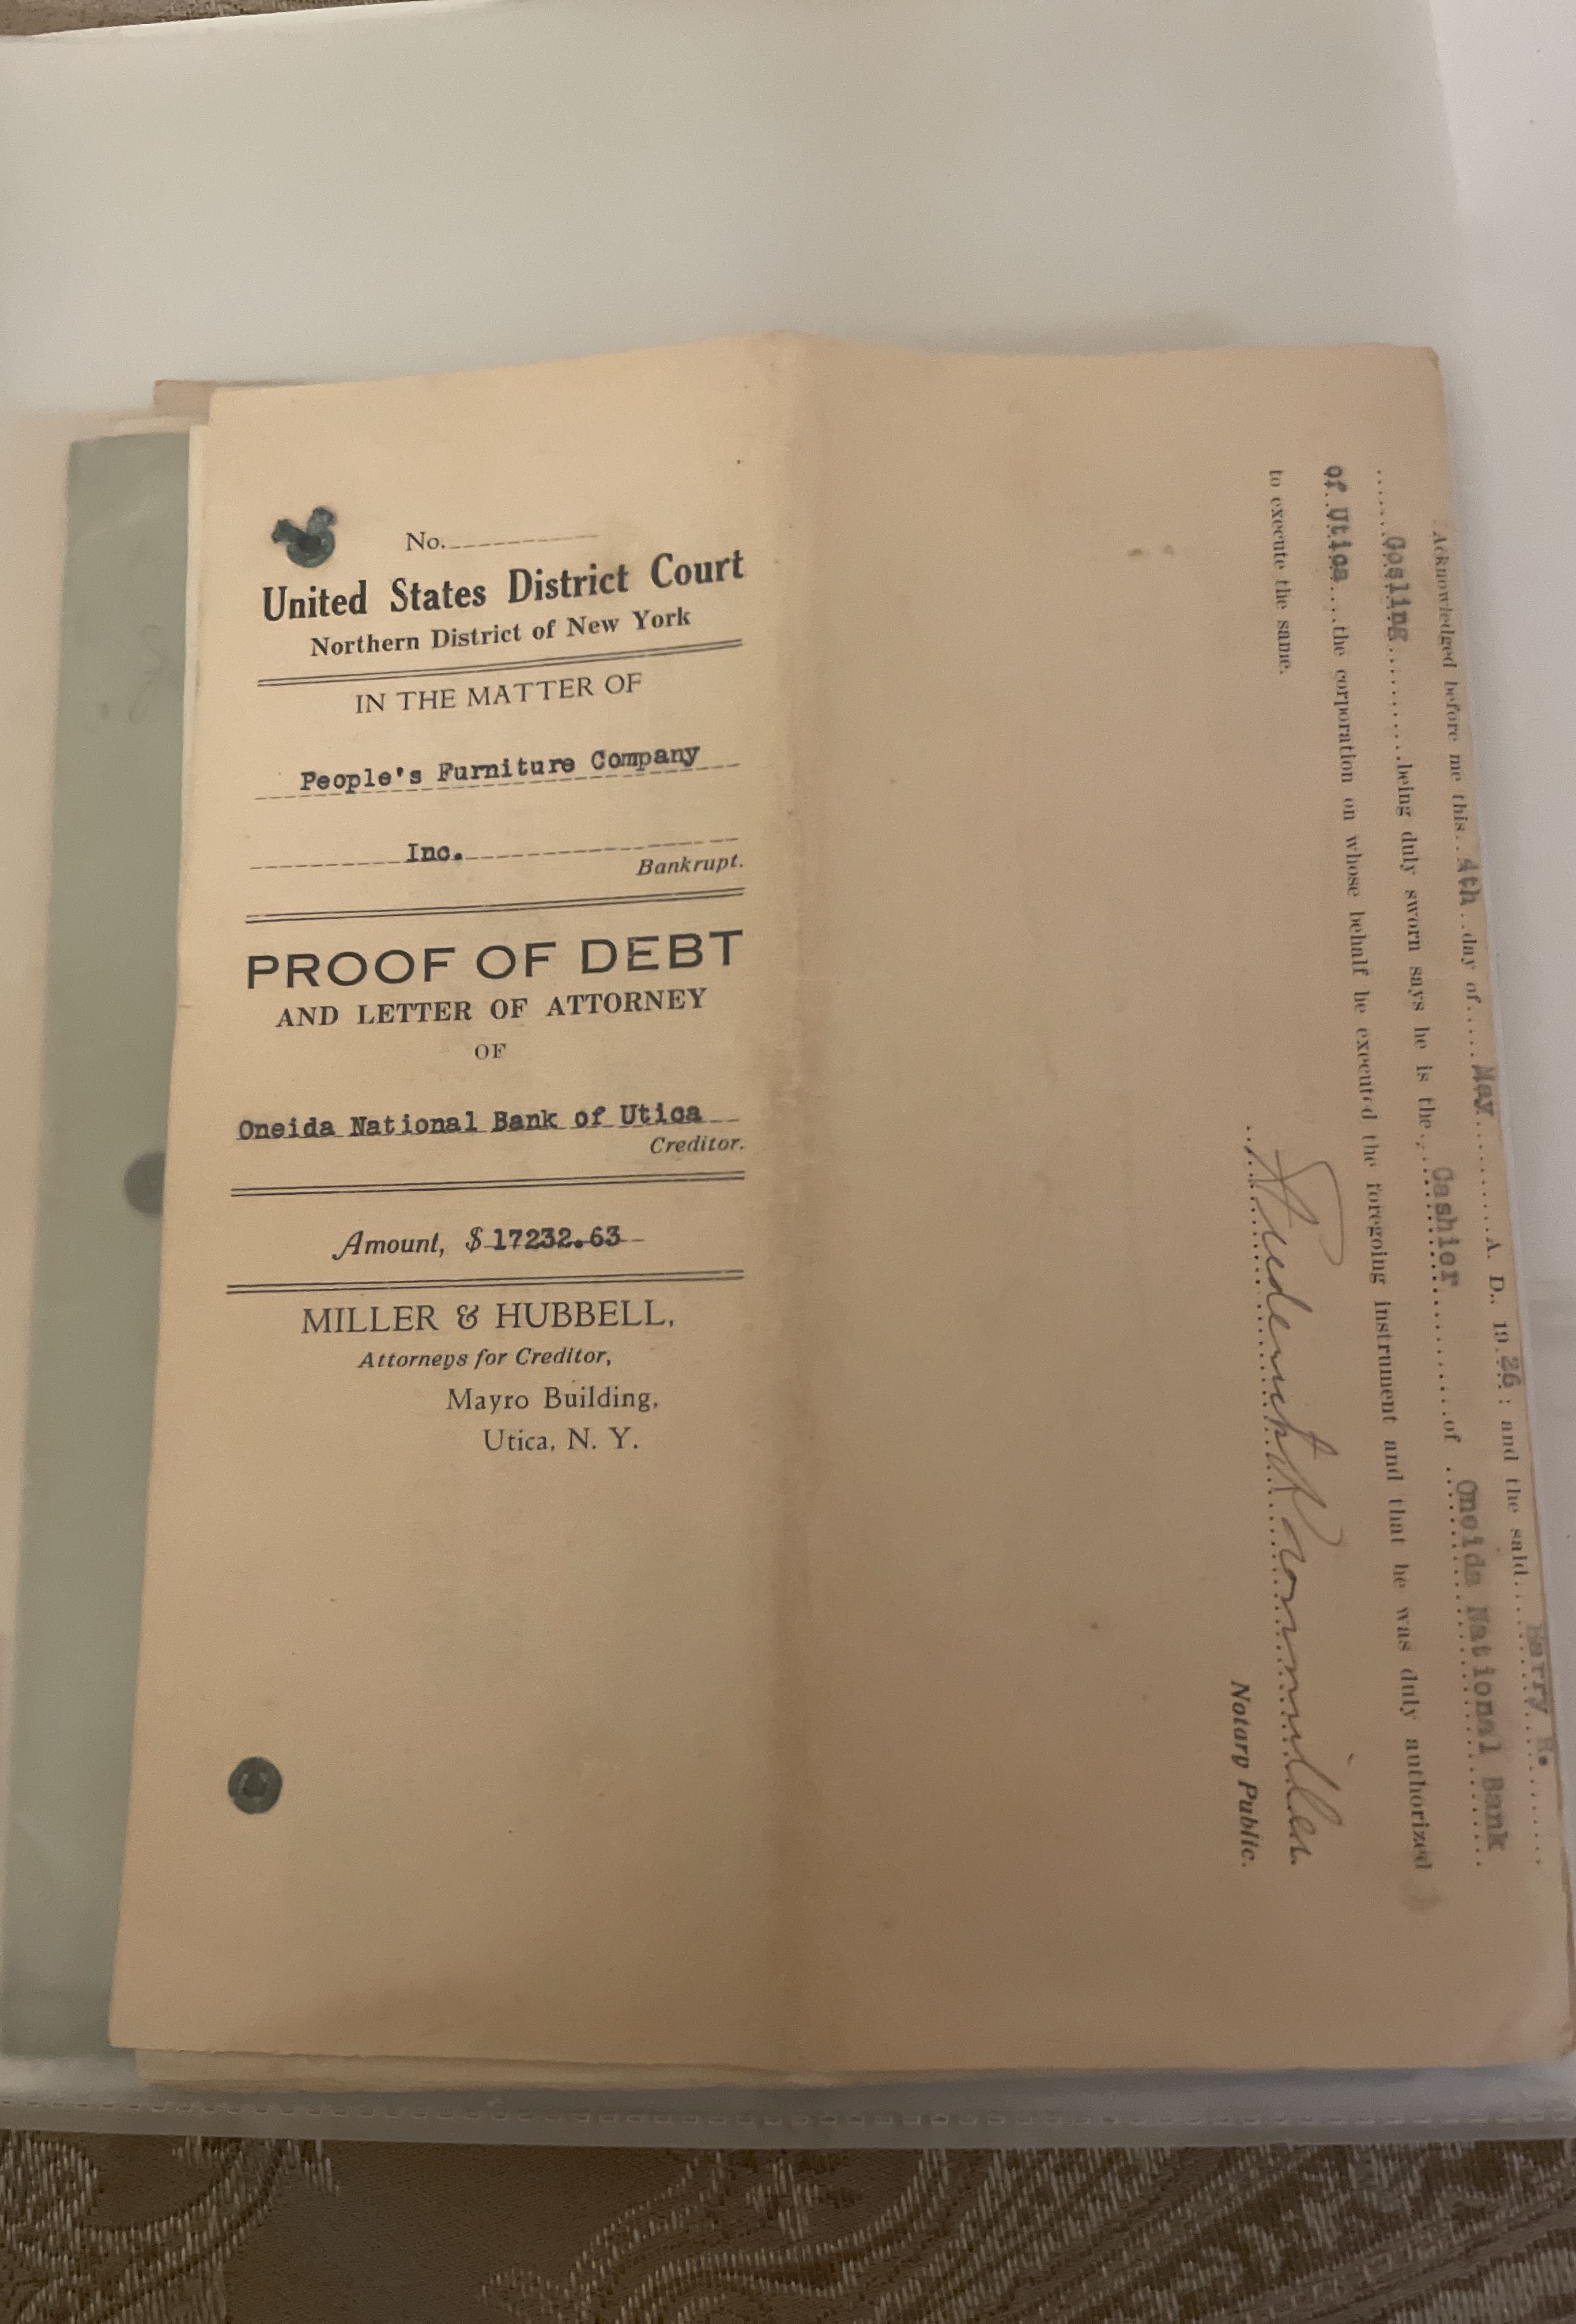 No.
United States District Court
Northern District of New York
IN THE MATTER OF
People's Furniture Company
Inc.
Bankrupt.
PROOF OF DEBT
AND LETTER OF ATTORNEY
OF
Oneida National Bank of Utica
Creditor.
Amount, $ 17232.63
MILLER & HUBBELL,
Attorneys for Creditor,
Mayro Building,
Utica, N. Y.
Acknowledged before me this 4th day of May A. D., 1926 : and the said Harry R.
Gosling being duly sworn says he is the Cashier of Oneida National Bank
of Utica the corporation on whose behalf he executed the foregoing instrument and that he was duly authorized
to execute the same.
Notary Public.